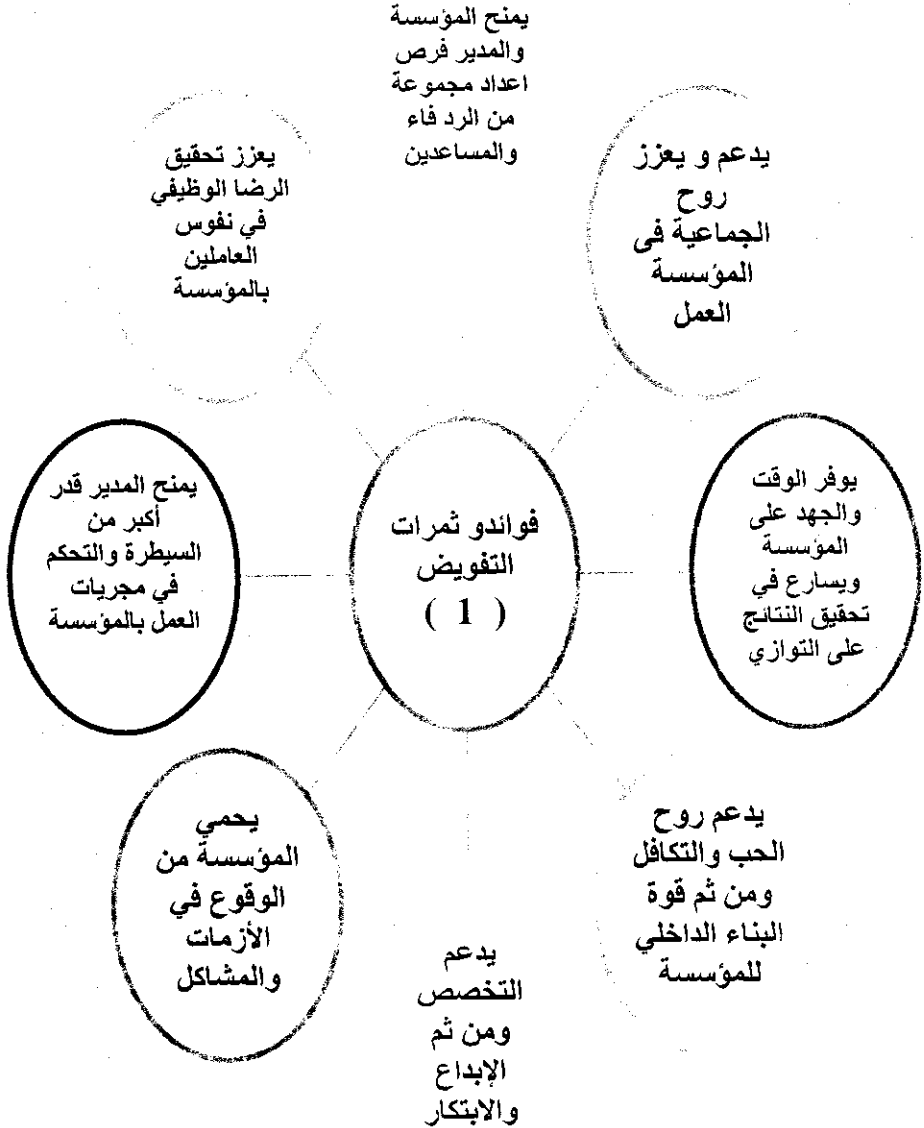 يمنح المؤسسة
والمدير فرص
اعداد مجموعة
من الرد فاء
والمساعدين
يدعم و يعزز
روح
الجماعية فى
المؤسسة
العمل
يعزز تحقيق
الرضا الوظيفي
في نفوس
العاملين
بالمؤسسة
يوفر الوقت
والجهد على
المؤسسة
ويسارع في
تحقيق النتائج
على التوازي
فوائدو ثمرات
التفويض
( 1 )
يمنح المدير قدر
أكبر من
السيطرة والتحكم
في مجريات
العمل بالمؤسسة
يدعم روح
الحب والتكافل
ومن ثم قوة
البناء الداخلي
للمؤسسة
يحمي
المؤسسة من
الوقوع في
الأزمات
والمشاكل
يدعم
التخصص
ومن ثم
الإبداع
والابتكار